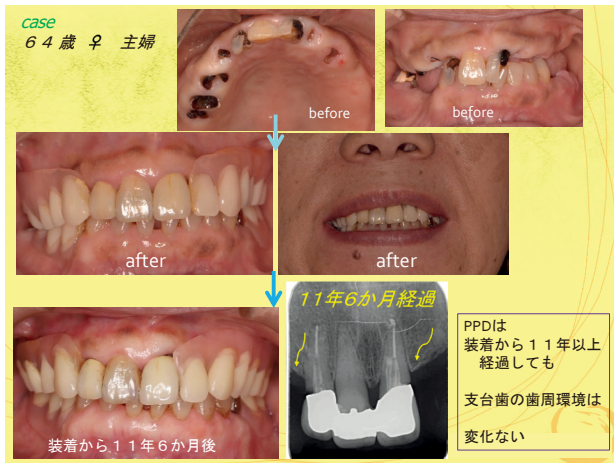 case
64歳 ♀ 主婦
before
before
after
after
11年6か月経過
装着から11年6か月後
PPDは
装着から11年以上
経過しても
支台歯の歯周環境は
変化ない